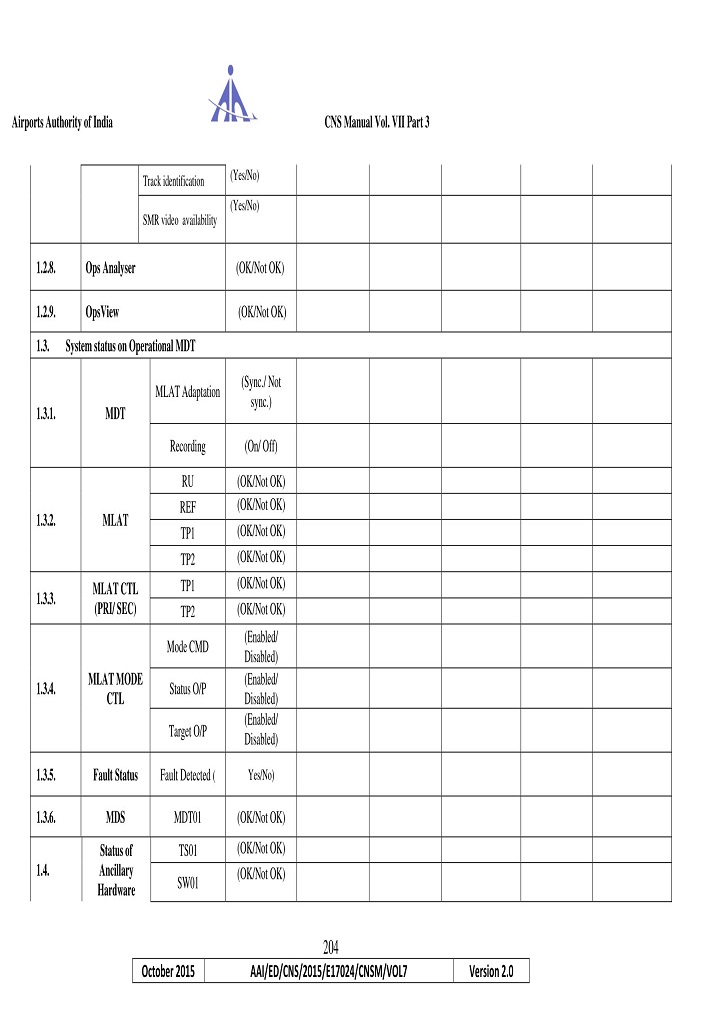 Airports Authority of India CNS Manual Vol. VII Part 3
Track identification (Yes/No)
SMR video availability (Yes/No)
1.2.8. Ops Analyser (OK/Not OK)
1.2.9. OpsView (OK/Not OK)
1.3. System status on Operational MDT
1.3.1. MDT MLAT Adaptation (Sync./ Not
sync.)
Recording (On/ Off)
1.3.2. MLAT RU (OK/Not OK)
REF (OK/Not OK)
TP1 (OK/Not OK)
TP2 (OK/Not OK)
1.3.3. MLAT CTL
(PRI/ SEC) TP1 (OK/Not OK)
TP2 (OK/Not OK)
1.3.4. MLAT MODE
CTL Mode CMD (Enabled/
Disabled)
Status O/P (Enabled/
Disabled)
Target O/P (Enabled/
Disabled)
1.3.5. Fault Status Fault Detected ( Yes/No)
1.3.6. MDS MDT01 (OK/Not OK)
1.4. Status of
Ancillary
Hardware TS01 (OK/Not OK)
SW01 (OK/Not OK)
204
October 2015 AAI/ED/CNS/2015/E17024/CNSM/VOL7 Version 2.0